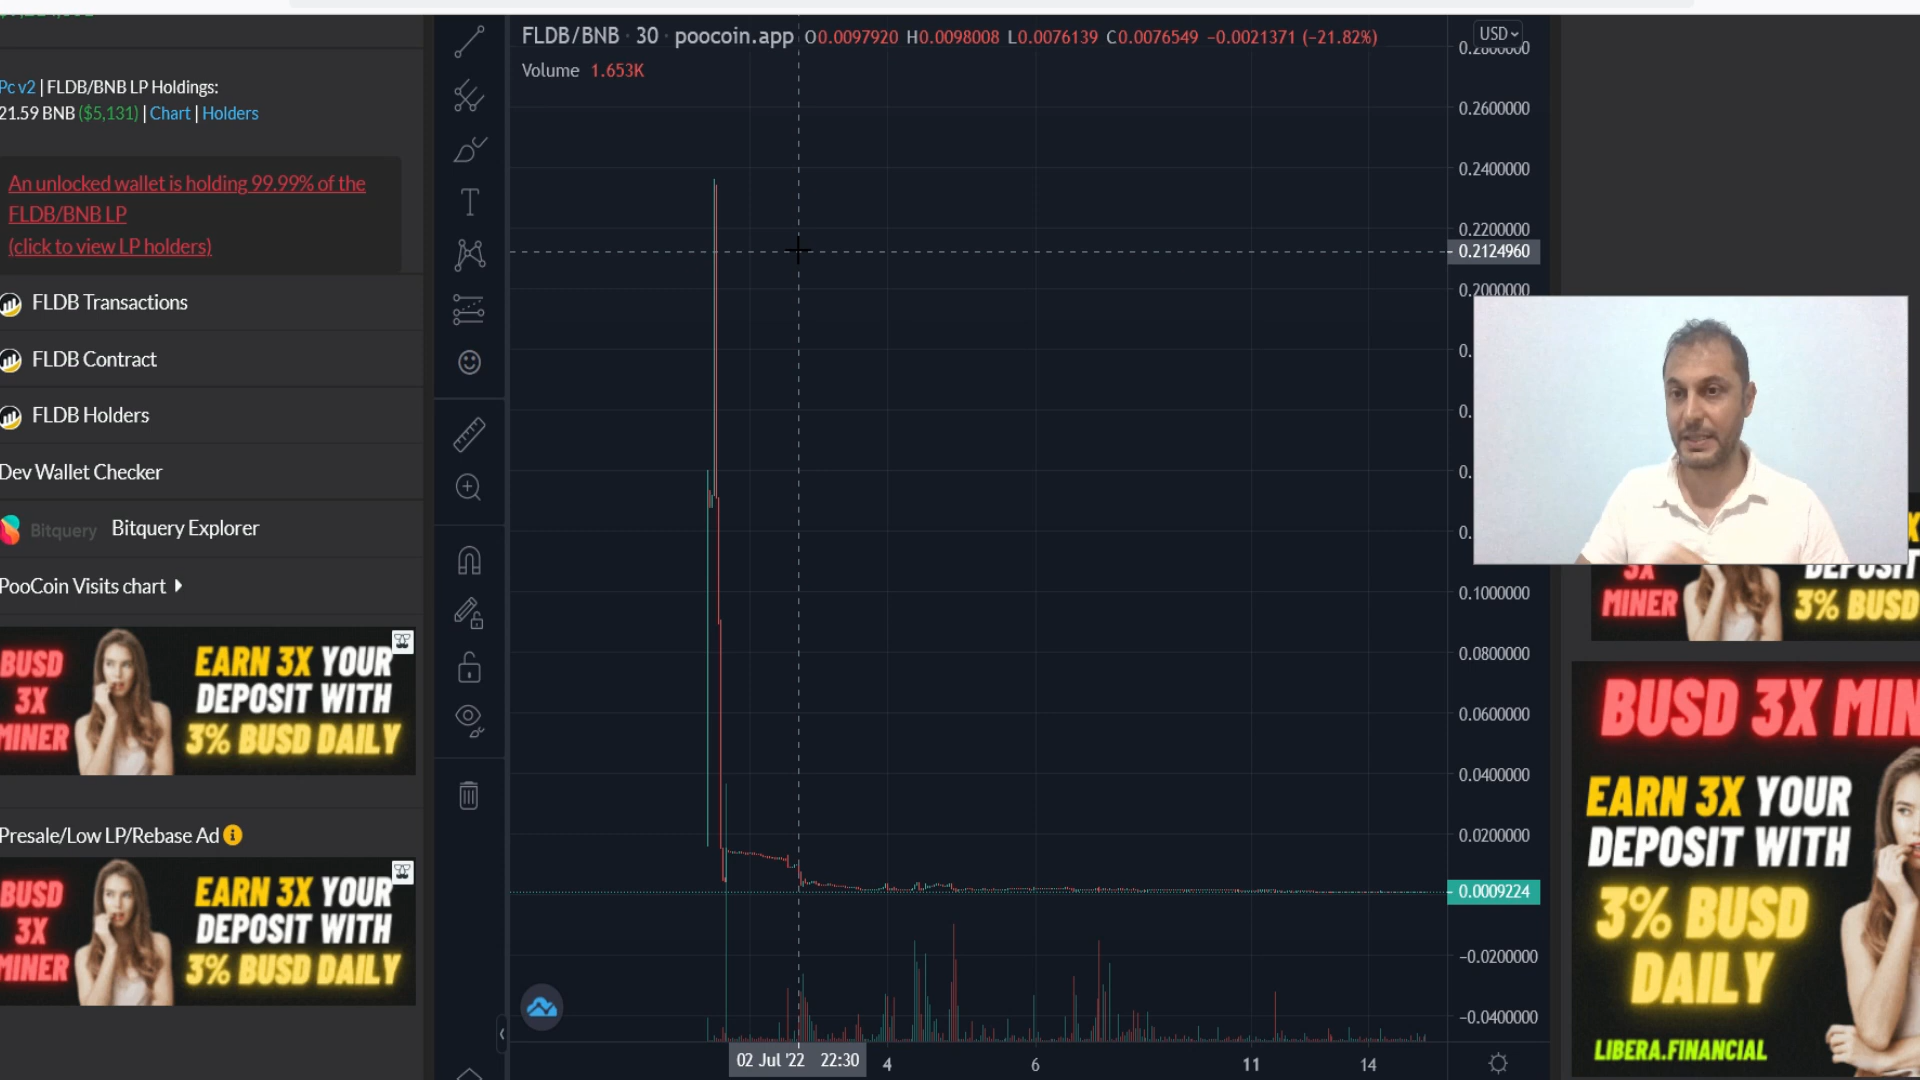 Pc v2 | FLDB/BNB LP Holdings:
21.59 BNB ($5,131) | Chart | Holders
An unlocked wallet is holding 99.99% of the
FLDB/BNB LP
(click to view LP holders)
FLDB Transactions
FLDB Contract
FLDB Holders
Dev Wallet Checker
Bitquery Bitquery Explorer
PooCoin Visits chart
BUSD
3X
MINER
EARN 3X YOUR
DEPOSIT WITH
3% BUSD DAILY
Presale/Low LP/Rebase Ad
BUSD
3X
MINER
EARN 3X YOUR
DEPOSIT WITH
3% BUSD DAILY
FLDB/BNB · 30 · poocoin.app O0.0097920 H0.0098008 L0.0076139 C0.0076549 −0.0021371 (−21.82%)
Volume 1.653K
USD
0.2800000
0.2600000
0.2400000
0.2200000
0.2124960
0.2000000
0.1000000
0.0800000
0.0600000
0.0400000
0.0200000
0.0009224
−0.0200000
−0.0400000
02 Jul '22 22:30
4
6
11
14
3X
MINER
DEPOSIT
3% BUSD
BUSD 3X MIN
EARN 3X YOUR
DEPOSIT WITH
3% BUSD
DAILY
LIBERA.FINANCIAL